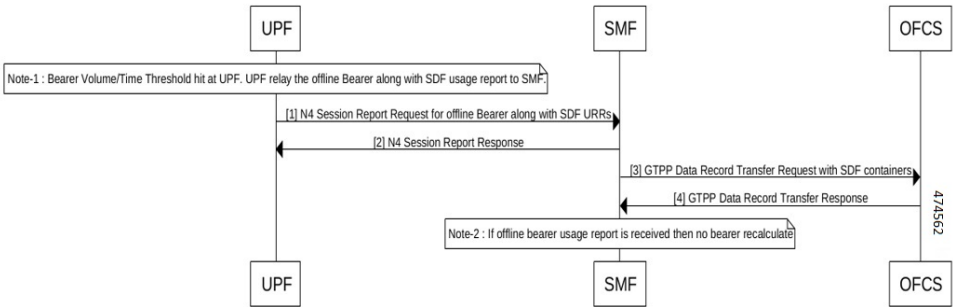 UPF
SMF
OFCS
Note-1 : Bearer Volume/Time Threshold hit at UPF. UPF relay the offline Bearer along with SDF usage report to SMF.
[1] N4 Session Report Request for offline Bearer along with SDF URRs
[2] N4 Session Report Response
[3] GTPP Data Record Transfer Request with SDF containers
[4] GTPP Data Record Transfer Response
474562
Note-2 : If offline bearer usage report is received then no bearer recalculate
UPF
SMF
OFCS